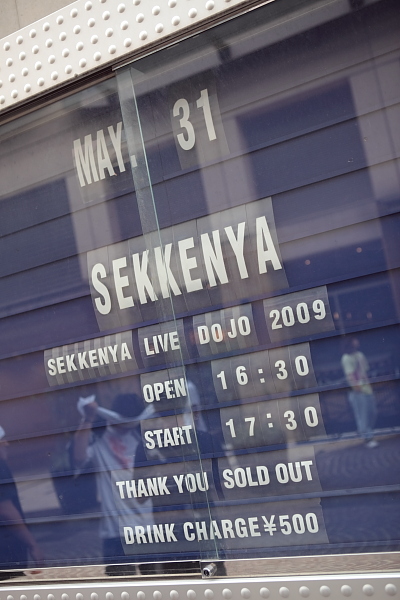 MAY. 31
SEKKENYA
SEKKENYA LIVE DOJO 2009
OPEN 16:30
START 17:30
THANK YOU SOLD OUT
DRINK CHARGE¥500